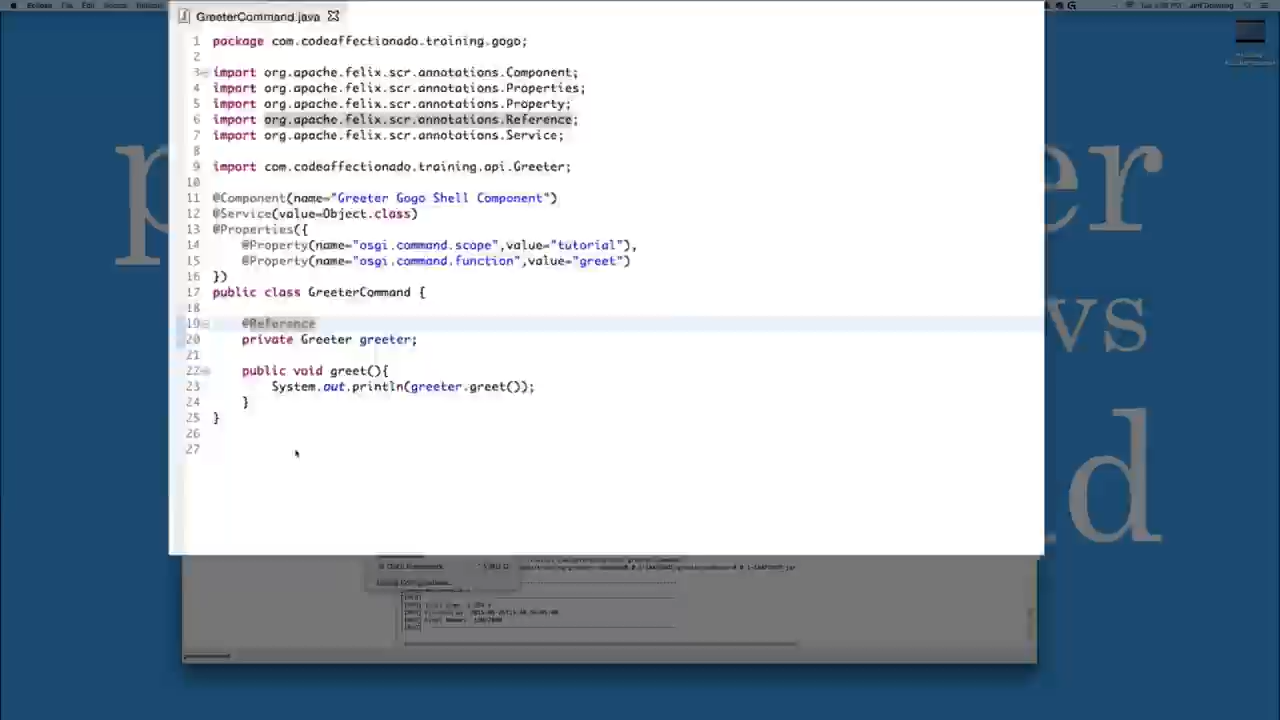 Eclipse File Edit Source
GreeterCommand.java
1 package com.codeaffectionado.training.gogo;
2
3 import org.apache.felix.scr.annotations.Component;
4 import org.apache.felix.scr.annotations.Properties;
5 import org.apache.felix.scr.annotations.Property;
6 import org.apache.felix.scr.annotations.Reference;
7 import org.apache.felix.scr.annotations.Service;
8
9 import com.codeaffectionado.training.api.Greeter;
10
11 @Component(name="Greeter Gogo Shell Component")
12 @Service(value=Object.class)
13 @Properties({
14 @Property(name="osgi.command.scope",value="tutorial"),
15 @Property(name="osgi.command.function",value="greet")
16 })
17 public class GreeterCommand {
18
19 @Reference
20 private Greeter greeter;
21
22 public void greet(){
23 System.out.println(greeter.greet());
24 }
25 }
26
27
p er
vs
d